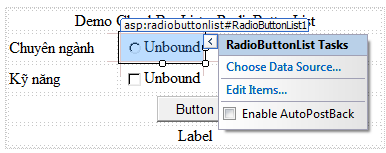 Demo
List
asp:radiobuttonlist#RadioButtonList1
Chuyên ngành
Unbound
<
RadioButtonList Tasks
Choose Data Source...
Kỹ năng
Unbound
Edit Items...
Button
Enable AutoPostBack
Label